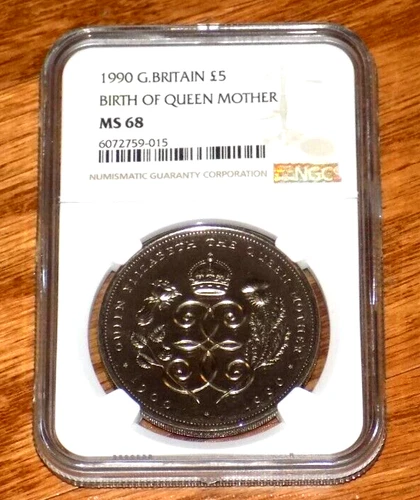 1990 G.BRITAIN £5
BIRTH OF QUEEN MOTHER
MS 68
6072759-015
NUMISMATIC GUARANTY CORPORATION
NGC
· QUEEN ELIZABETH THE QUEEN MOTHER ·
1900 · 1990